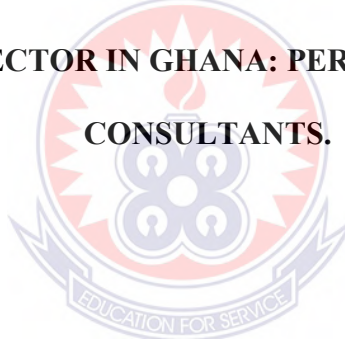 ECTOR IN GHANA: PER
CONSULTANTS.
EDUCATION FOR SERVICE